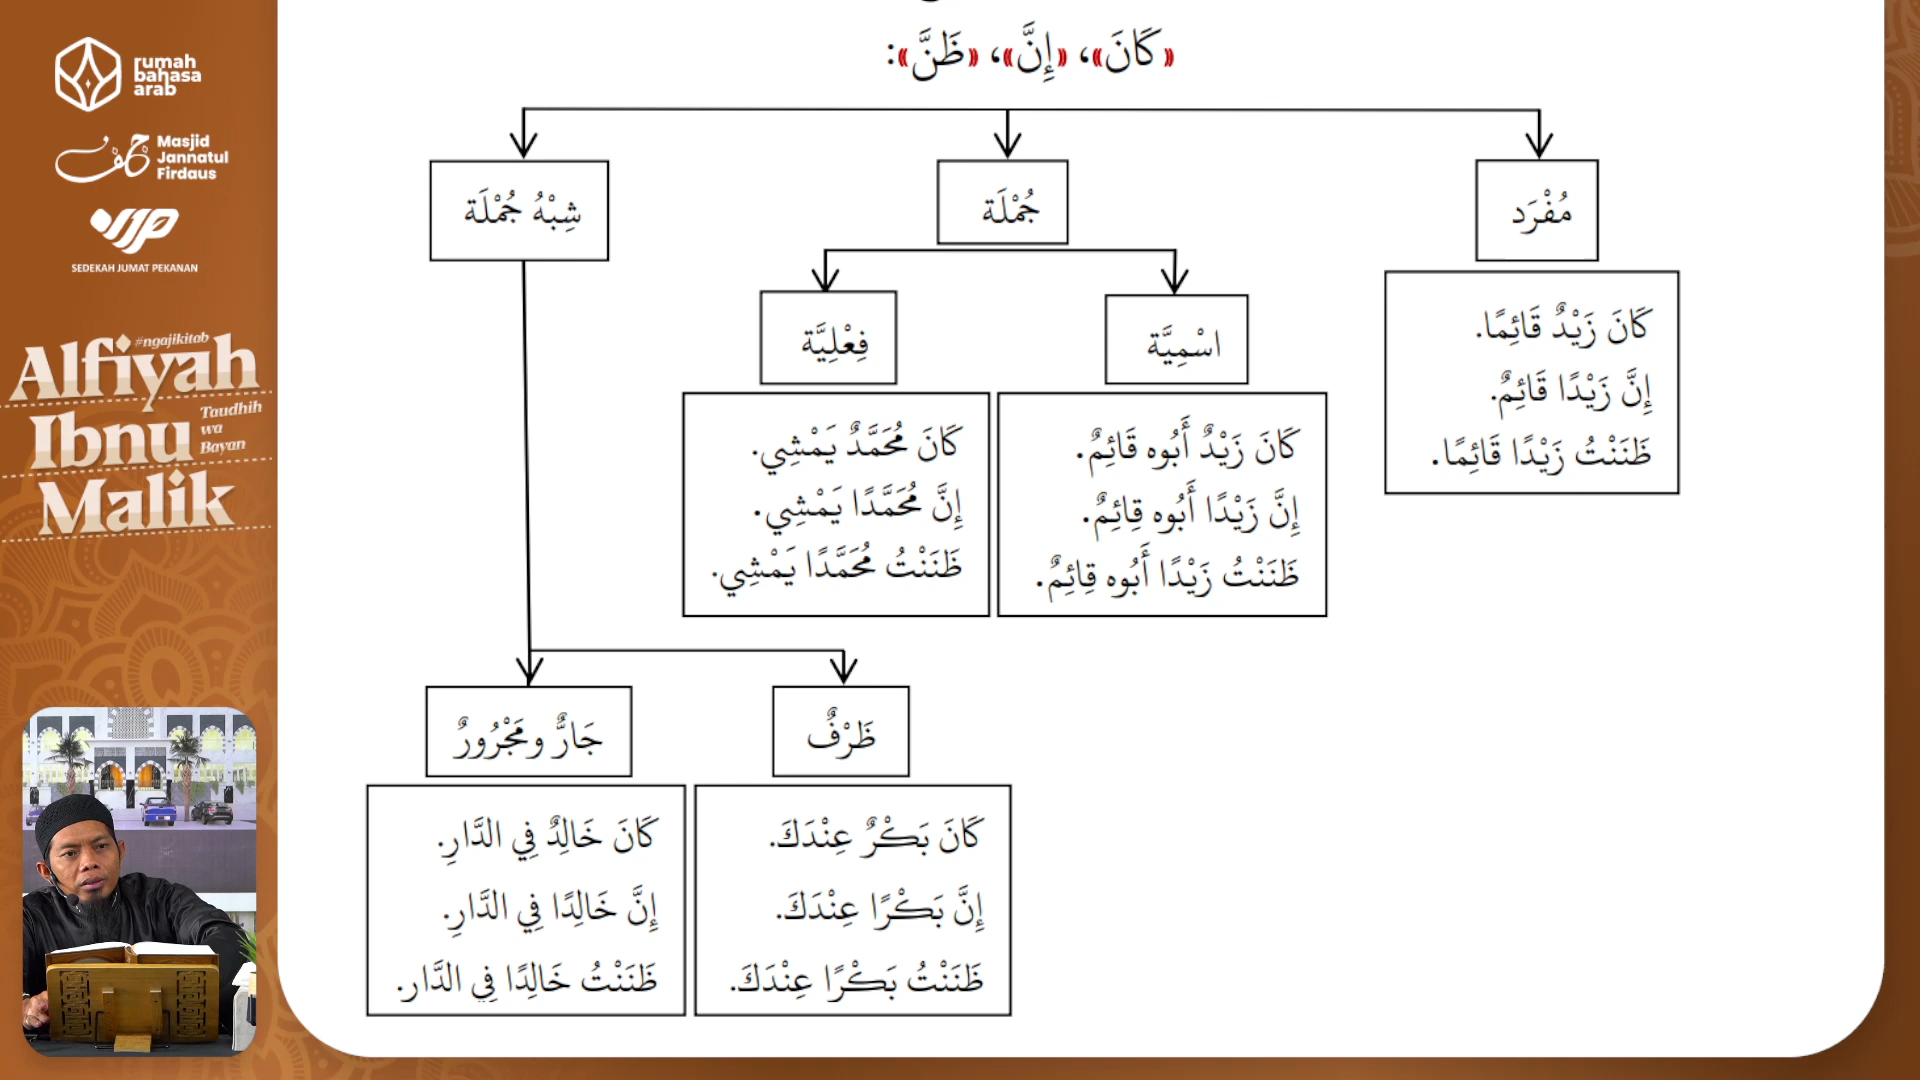 rumah
bahasa
arab
Masjid
Jannatul
Firdaus
VIP
SEDEKAH JUMAT PEKANAN
#ngajikitab
Alfiyah
Ibnu
Taudhih
wa
Bayan
Malik
«كَانَ»، «إِنَّ»، «ظَنَّ»:
مُفْرَد
جُمْلَة
شِبْهُ جُمْلَة
كَانَ زَيْدٌ قَائِمًا.
إِنَّ زَيْدًا قَائِمٌ.
ظَنَنْتُ زَيْدًا قَائِمًا.
اسْمِيَّة
فِعْلِيَّة
كَانَ زَيْدٌ أَبُوه قَائِمٌ.
إِنَّ زَيْدًا أَبُوه قِائِمٌ.
ظَنَنْتُ زَيْدًا أَبُوه قِائِمٌ.
كَانَ مُحَمَّدٌ يَمْشِي.
إِنَّ مُحَمَّدًا يَمْشِي.
ظَنَنْتُ مُحَمَّدًا يَمْشِي.
ظَرْفٌ
جَارٌّ ومَجْرُورٌ
كَانَ بَكْرٌ عِنْدَكَ.
إِنَّ بَكْرًا عِنْدَكَ.
ظَنَنْتُ بَكْرًا عِنْدَكَ.
كَانَ خَالِدٌ فِي الدَّارِ.
إِنَّ خَالِدًا فِي الدَّارِ.
ظَنَنْتُ خَالِدًا فِي الدَّار.